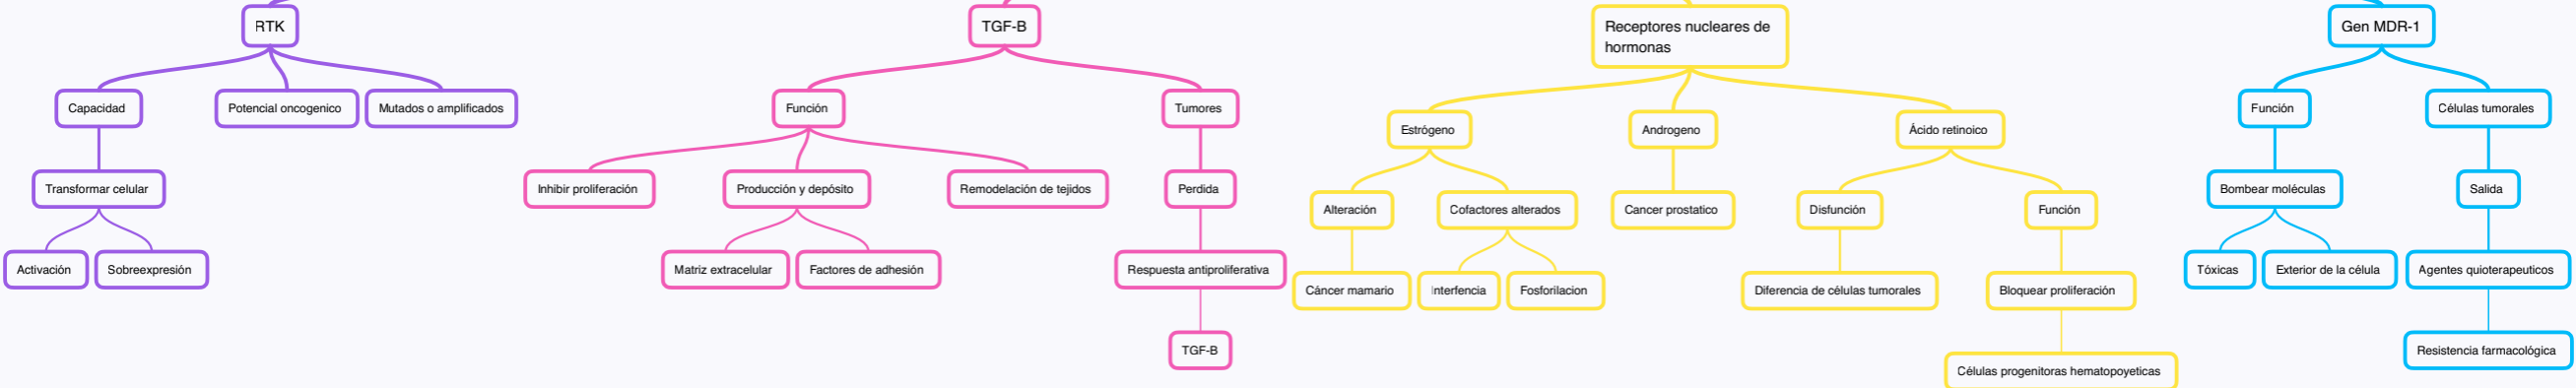 RTK
TGF-B
Receptores nucleares de
hormonas
Gen MDR-1
Capacidad
Potencial oncogenico
Mutados o amplificados
Función
Tumores
Estrógeno
Androgeno
Ácido retinoico
Función
Células tumorales
Transformar celular
Inhibir proliferación
Producción y depósito
Remodelación de tejidos
Perdida
Alteración
Cofactores alterados
Cancer prostatico
Disfunción
Función
Bombear moléculas
Salida
Activación
Sobreexpresión
Matriz extracelular
Factores de adhesión
Respuesta antiproliferativa
Cáncer mamario
Interfencia
Fosforilacion
Diferencia de células tumorales
Bloquear proliferación
Tóxicas
Exterior de la célula
Agentes quioterapeuticos
TGF-B
Células progenitoras hematopoyeticas
Resistencia farmacológica